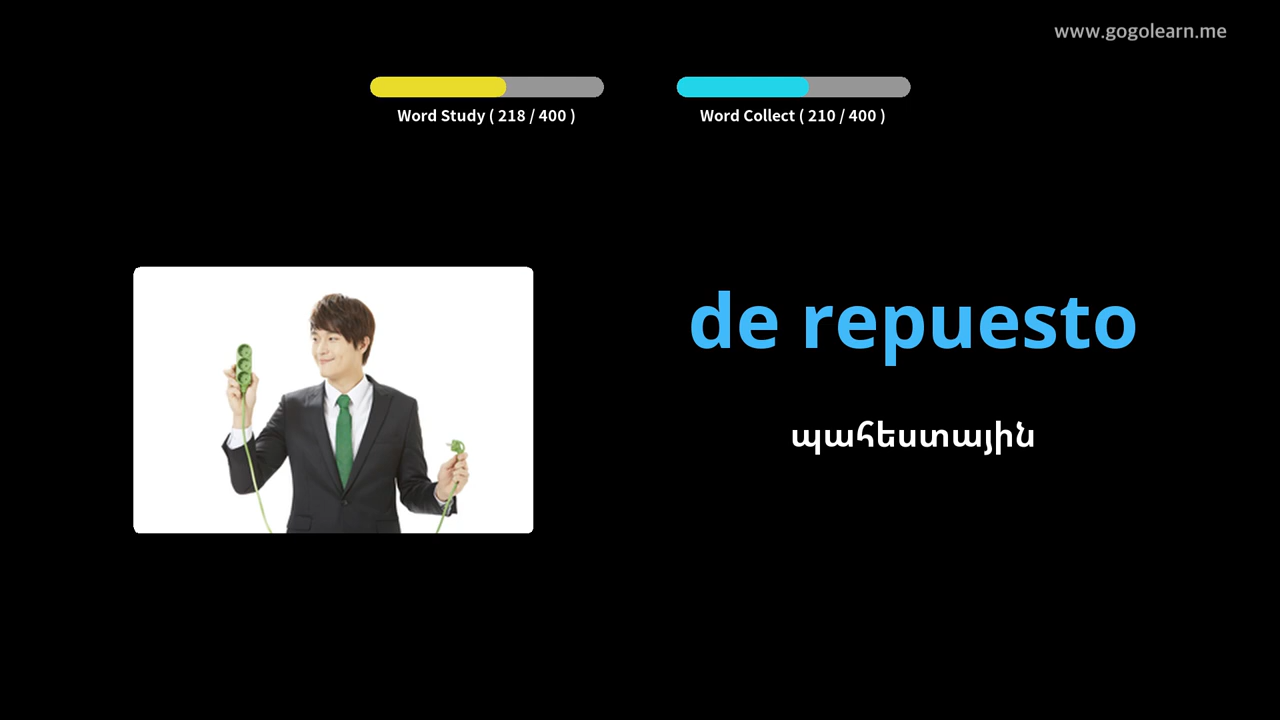 www.gogolearn.me
Word Study ( 218 / 400 )
Word Collect ( 210 / 400 )
de repuesto
պահեստային